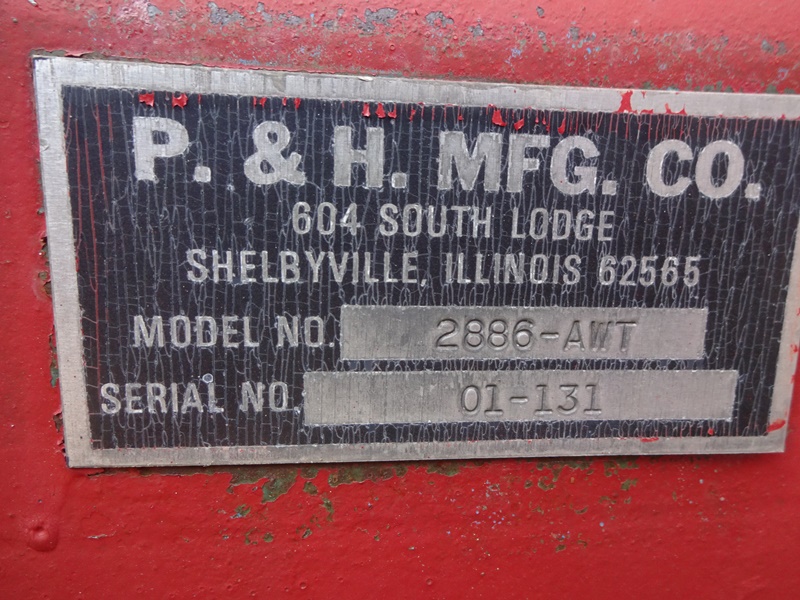 P. & H. MFG. CO.
604 SOUTH LODGE
SHELBYVILLE, ILLINOIS 62565
MODEL NO. 2886-AWT
SERIAL NO. 01-131